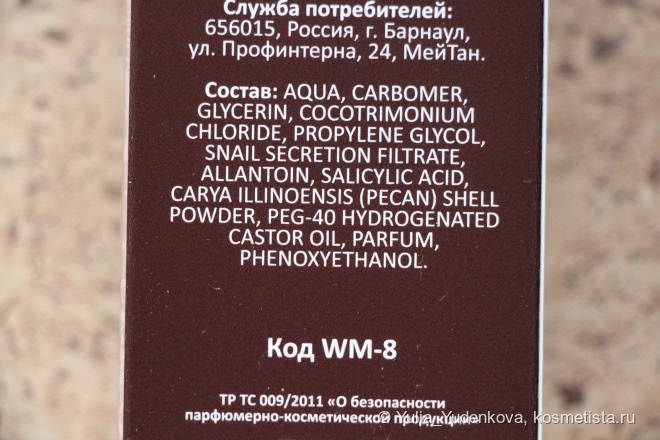 Служба потребителей:
656015, Россия, г. Барнаул,
ул. Профинтерна, 24, МейТан.
Состав: AQUA, CARBOMER,
GLYCERIN, COCOTRIMONIUM
CHLORIDE, PROPYLENE GLYCOL,
SNAIL SECRETION FILTRATE,
ALLANTOIN, SALICYLIC ACID,
CARYA ILLINOENSIS (PECAN) SHELL
POWDER, PEG-40 HYDROGENATED
CASTOR OIL, PARFUM,
PHENOXYETHANOL.
Код WM-8
ТР ТС 009/2011 «О безопасности
парфюмерно-косметической продукции»
© Yulia_Yudenkova, kosmetista.ru